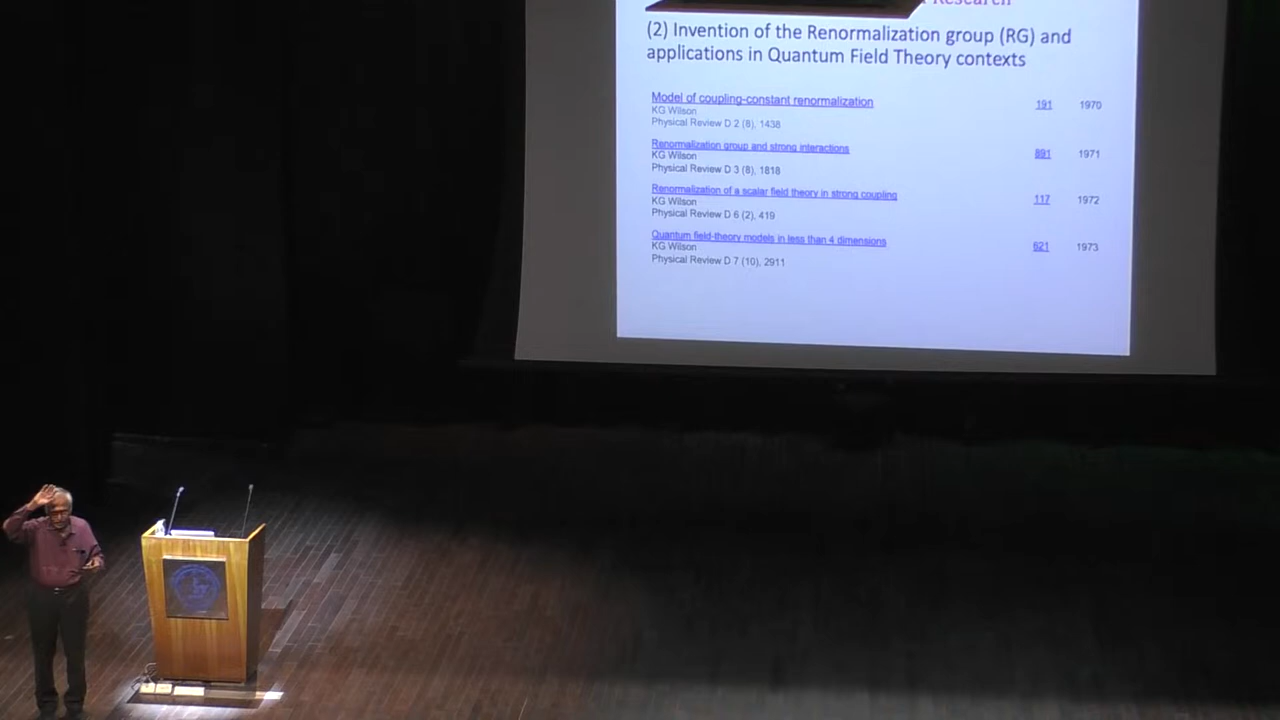 Research
(2) Invention of the Renormalization group (RG) and
applications in Quantum Field Theory contexts
Model of coupling-constant renormalization 191 1970
KG Wilson
Physical Review D 2 (8), 1438
Renormalization group and strong interactions 891 1971
KG Wilson
Physical Review D 3 (8), 1818
Renormalization of a scalar field theory in strong coupling 117 1972
KG Wilson
Physical Review D 6 (2), 419
Quantum field-theory models in less than 4 dimensions 621 1973
KG Wilson
Physical Review D 7 (10), 2911